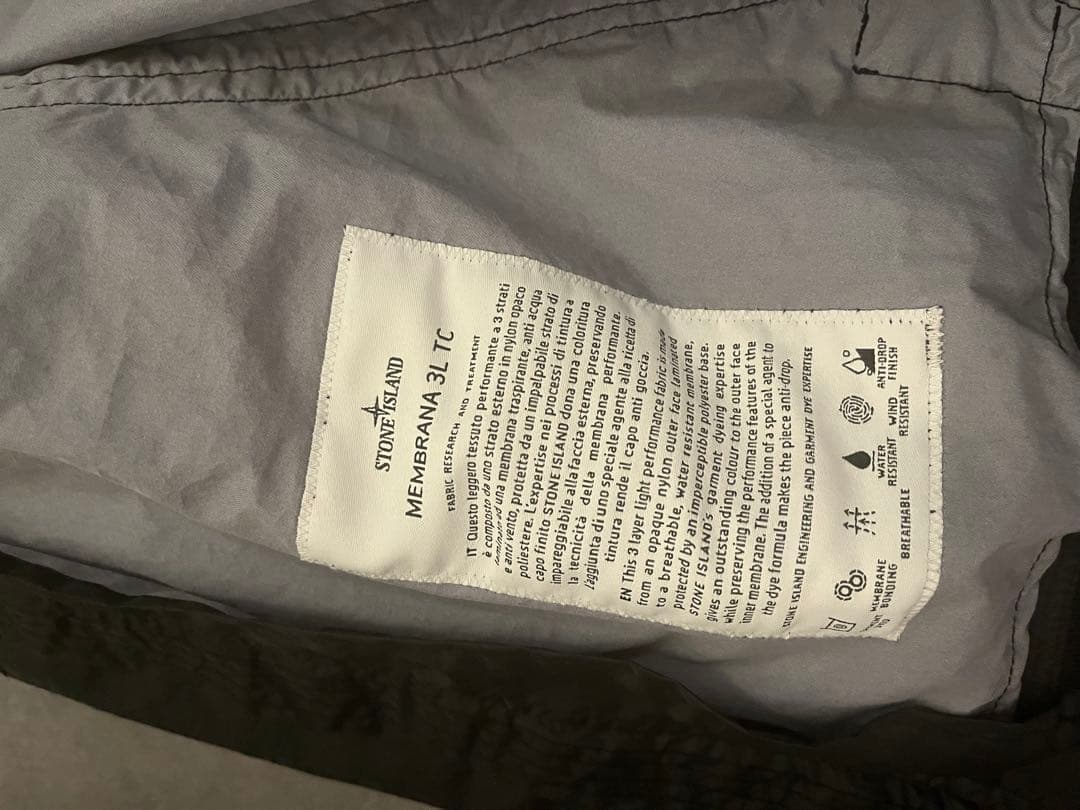 STONE ISLAND
MEMBRANA 3L TC
FABRIC RESEARCH AND TREATMENT
IT Questo leggero tessuto performante a 3 strati
è composto da uno strato esterno in nylon opaco
laminato ad una membrana traspirante, anti acqua
e anti vento, protetta da un impalpabile strato di
poliestere. L'expertise nei processi di tintura a
capo finito STONE ISLAND dona una coloritura
impareggiabile alla faccia esterna, preservando
la tecnicità della membrana performante.
L'aggiunta di uno speciale agente alla ricetta di
tintura rende il capo anti goccia.
EN This 3 layer light performance fabric is made
from an opaque nylon outer face laminated
to a breathable, water resistant membrane,
protected by an imperceptible polyester base.
STONE ISLAND's garment dyeing expertise
gives an outstanding colour to the outer face
while preserving the performance features of the
inner membrane. The addition of a special agent to
the dye formula makes the piece anti-drop.
STONE ISLAND ENGINEERING AND GARMENT DYE EXPERTISE
MEMBRANE
BONDING
BREATHABLE
WATER
RESISTANT
WIND
RESISTANT
ANTI-DROP
FINISH